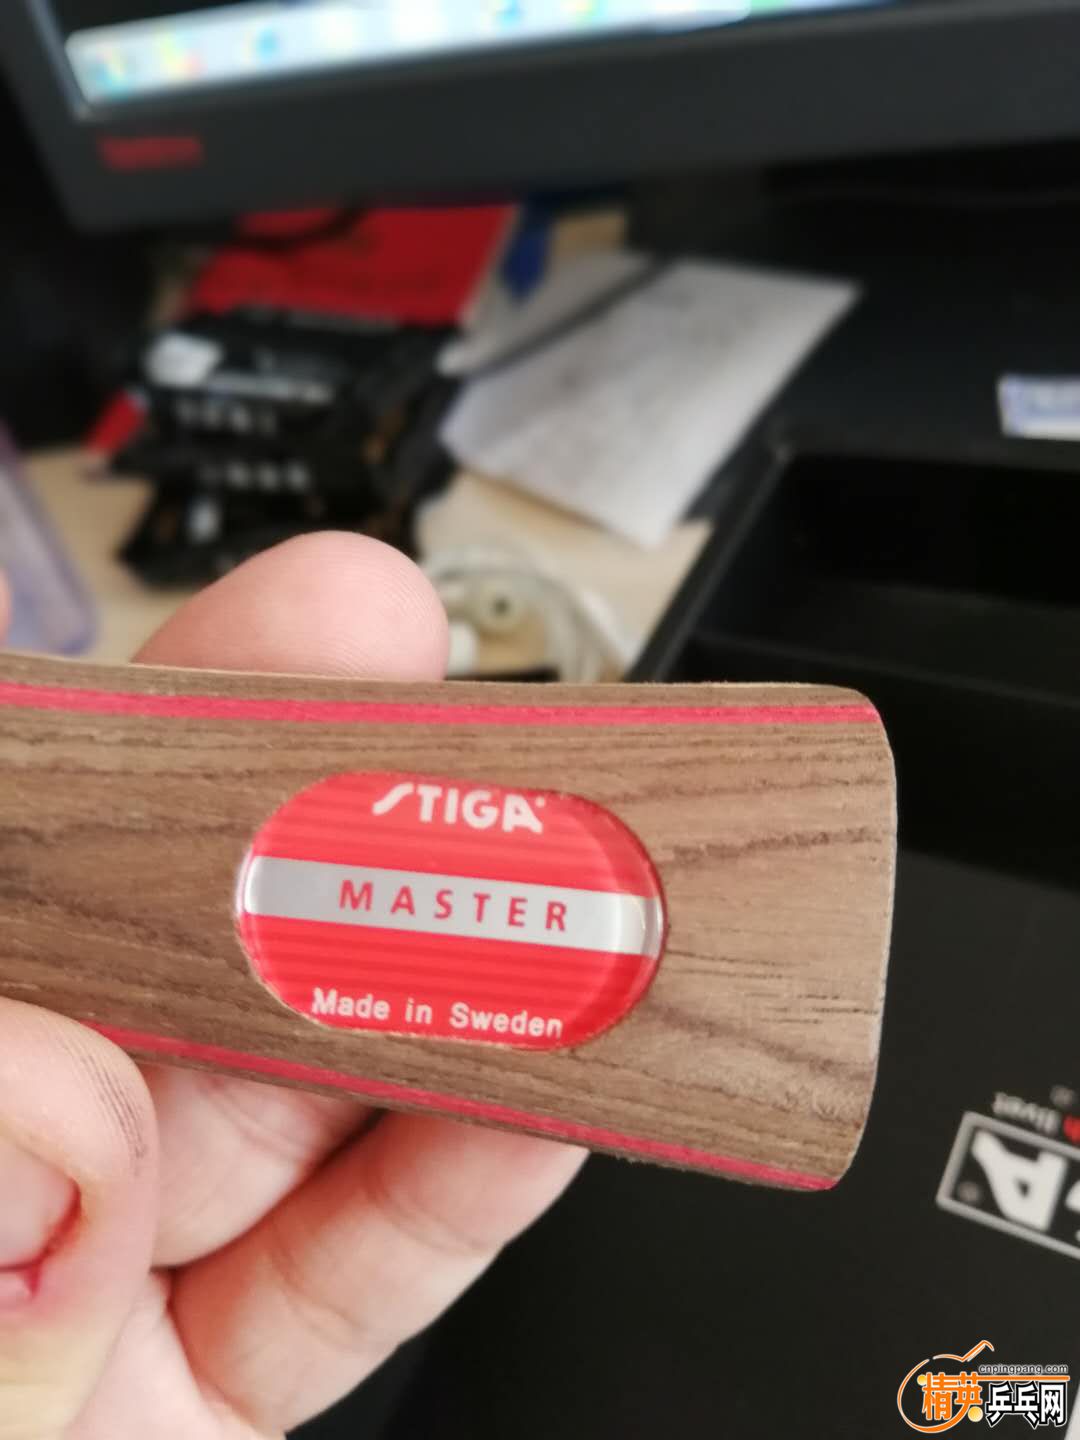 STIGA
MASTER
Made in Sweden
cnpingpang.com
精英乒乓网